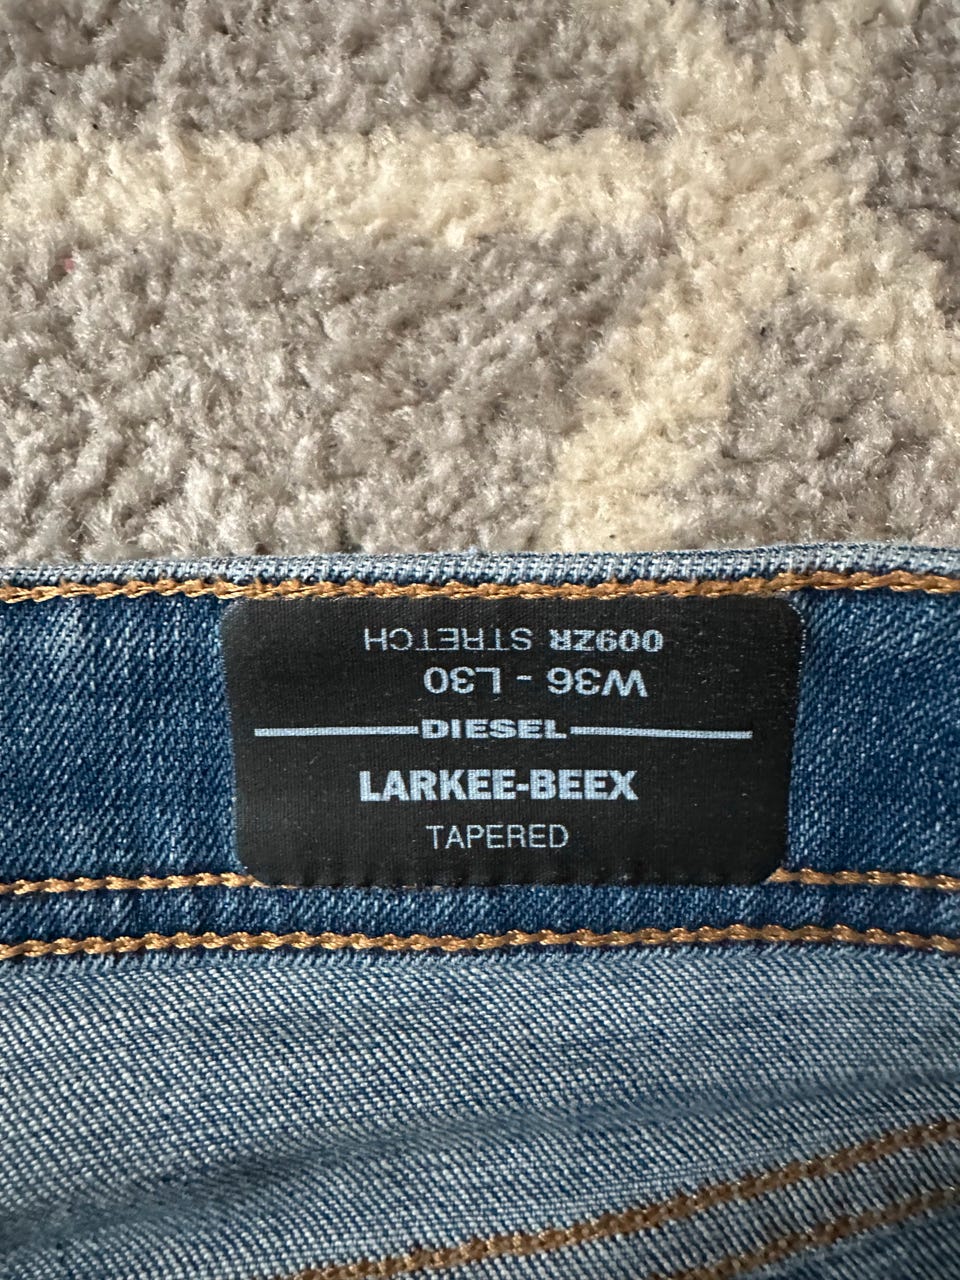 009ZR STRETCH
W36 - L30
DIESEL
LARKEE-BEEX
TAPERED